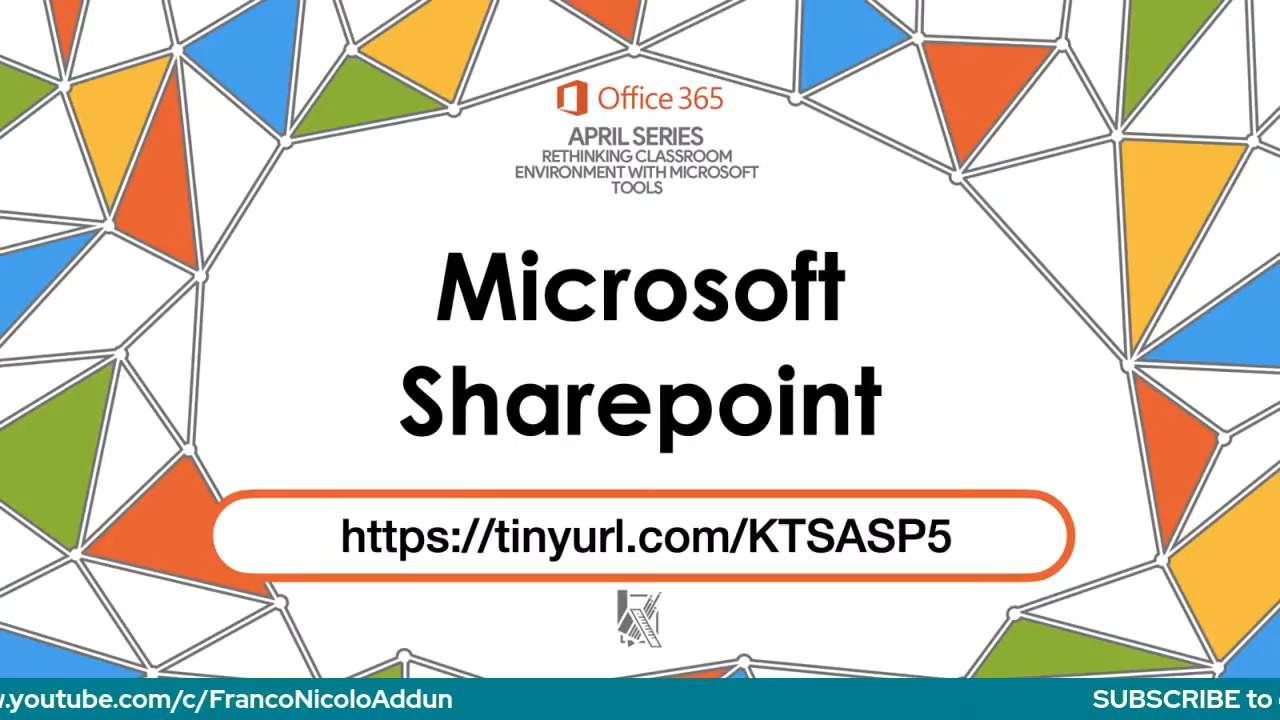 Office 365
APRIL SERIES
RETHINKING CLASSROOM
ENVIRONMENT WITH MICROSOFT
TOOLS
Microsoft
Sharepoint
https://tinyurl.com/KTSASP5
.youtube.com/c/FrancoNicoloAddun
SUBSCRIBE to